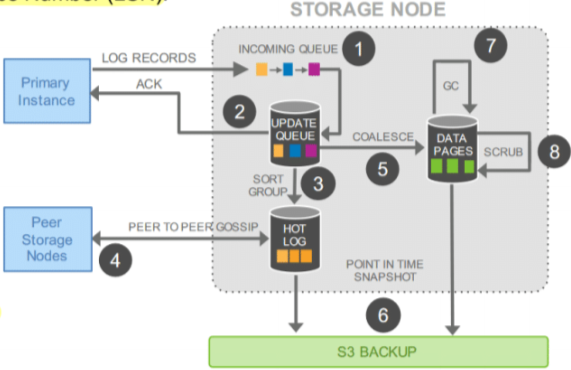 STORAGE NODE
LOG RECORDS
INCOMING QUEUE
1
7
Primary
Instance
ACK
GC
2
UPDATE
QUEUE
COALESCE
5
DATA
PAGES
SCRUB
8
SORT
GROUP
3
Peer
Storage
Nodes
PEER TO PEER GOSSIP
4
HOT
LOG
POINT IN TIME
SNAPSHOT
6
S3 BACKUP